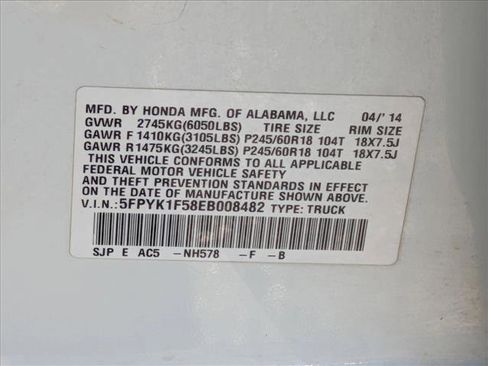 MFD. BY HONDA MFG. OF ALABAMA, LLC 04/'14
GVWR 2745KG(6050LBS) TIRE SIZE RIM SIZE
GAWR F 1410KG(3105LBS) P245/60R18 104T 18X7.5J
GAWR R1475KG(3245LBS) P245/60R18 104T 18X7.5J
THIS VEHICLE CONFORMS TO ALL APPLICABLE
FEDERAL MOTOR VEHICLE SAFETY
AND THEFT PREVENTION STANDARDS IN EFFECT
ON THE DATE OF MANUFACTURE SHOWN ABOVE.
V.I.N.:5FPYK1F58EB008482 TYPE: TRUCK
SJP E AC5 -NH578 -F -B